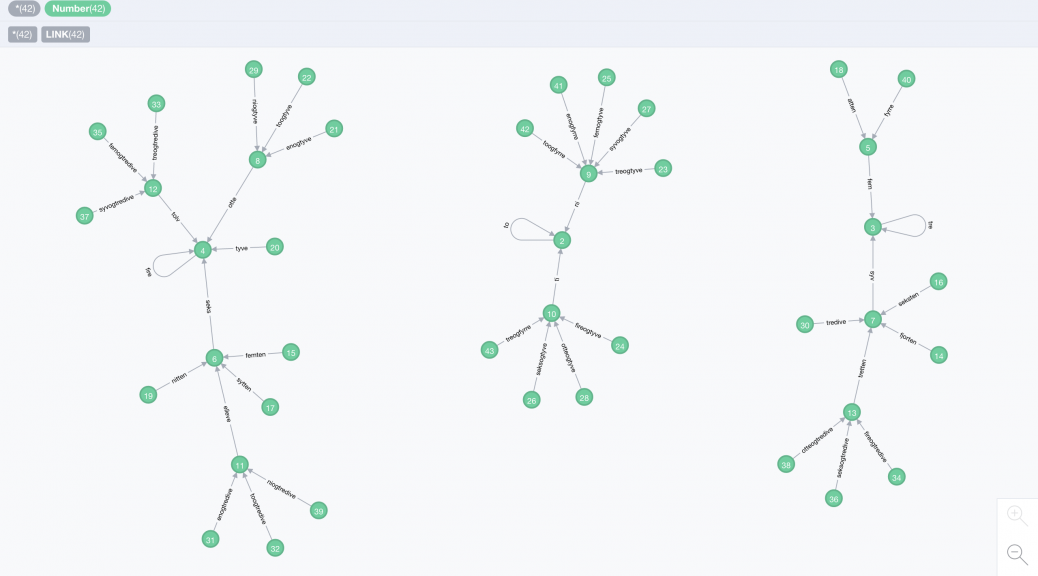 *(42) Number(42)
*(42) LINK(42)
29
22
33
21
35
niogtyve
toogtyve
enogtyve
treogtredive
femogtredive
8
12
37
syvogtredive
tolv
otte
4
tyve
20
fire
seks
6
femten
15
19
nitten
sytten
17
elleve
11
enogtredive
toogtredive
niogtredive
39
31
32
41
25
27
42
enogfyrre
femogtyve
syvogtyve
toogfyrre
9
treogtyve
23
ni
to
2
ti
10
treogfyrre
fireogtyve
43
24
seksogtyve
otteogtyve
26
28
18
40
atten
fyrre
5
fem
3
tre
syv
16
seksten
30
tredive
7
fjorten
14
tretten
13
otteogtredive
fireogtredive
38
seksogtredive
34
36